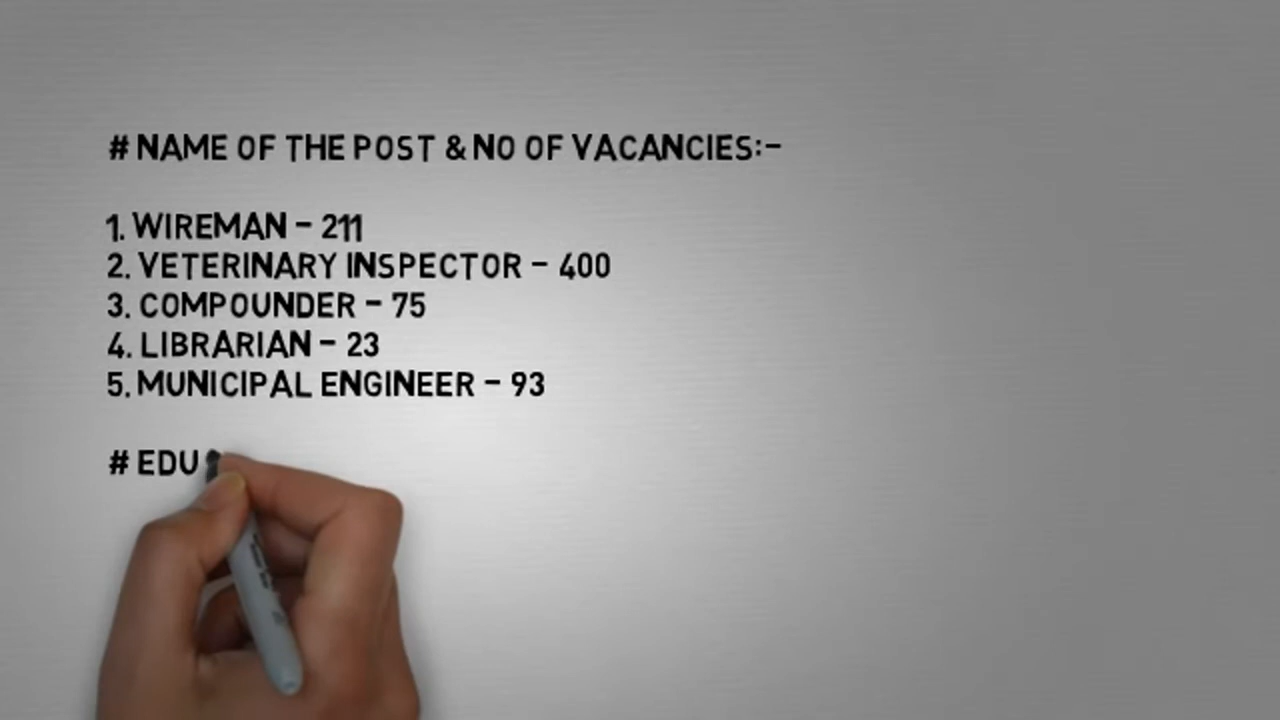 # NAME OF THE POST & NO OF VACANCIES:-
1. WIREMAN - 211
2. VETERINARY INSPECTOR - 400
3. COMPOUNDER - 75
4. LIBRARIAN - 23
5. MUNICIPAL ENGINEER - 93
# EDU